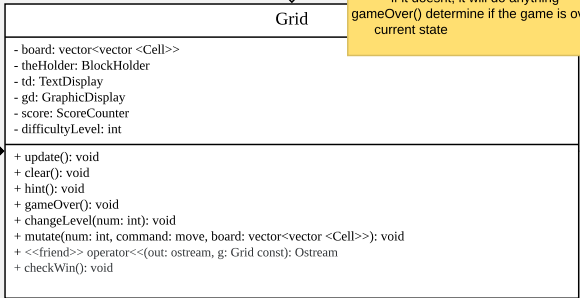 if it doesnt, it will do anything
Grid
gameOver() determine if the game is
current state
- board: vector<vector <Cell>>
- theHolder: BlockHolder
- td: TextDisplay
- gd: GraphicDisplay
- score: ScoreCounter
- difficultyLevel: int
+ update(): void
+ clear(): void
+ hint(): void
+ gameOver(): void
+ changeLevel(num: int): void
+ mutate(num: int, command: move, board: vector<vector <Cell>>): void
+ <<friend>> operator<<(out: ostream, g: Grid const): Ostream
+ checkWin(): void